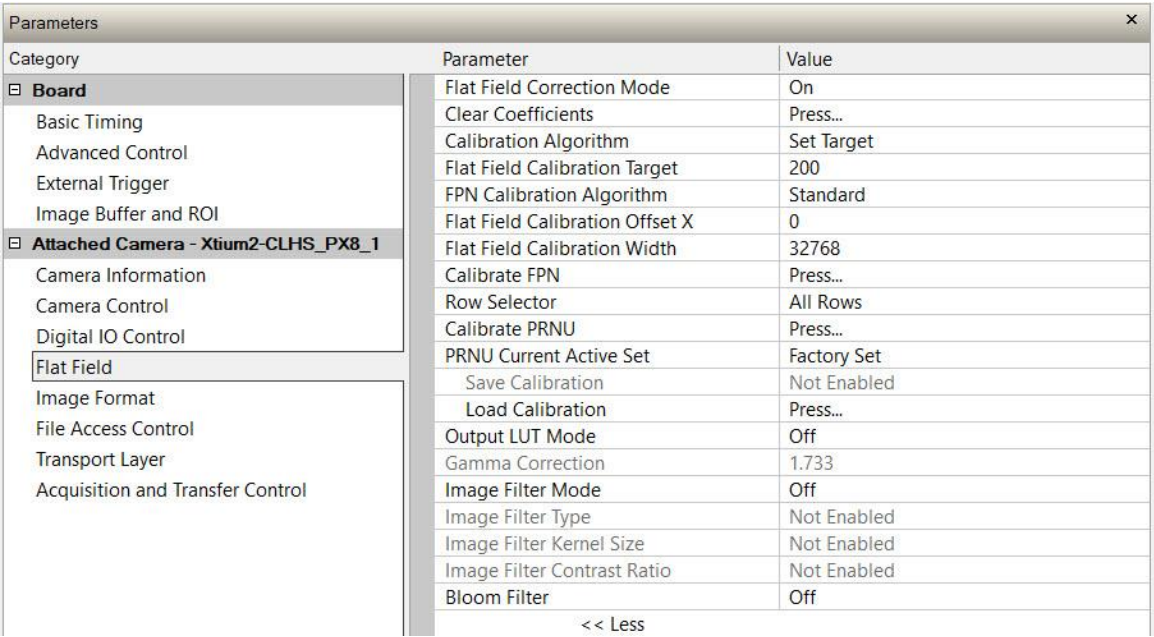 Parameters
Category
Board
Basic Timing
Advanced Control
External Trigger
Image Buffer and ROI
Attached Camera - Xtium2-CLHS_PX8_1
Camera Information
Camera Control
Digital IO Control
Flat Field
Image Format
File Access Control
Transport Layer
Acquisition and Transfer Control
Parameter Value
Flat Field Correction Mode On
Clear Coefficients Press...
Calibration Algorithm Set Target
Flat Field Calibration Target 200
FPN Calibration Algorithm Standard
Flat Field Calibration Offset X 0
Flat Field Calibration Width 32768
Calibrate FPN Press...
Row Selector All Rows
Calibrate PRNU Press...
PRNU Current Active Set Factory Set
Save Calibration Not Enabled
Load Calibration Press...
Output LUT Mode Off
Gamma Correction 1.733
Image Filter Mode Off
Image Filter Type Not Enabled
Image Filter Kernel Size Not Enabled
Image Filter Contrast Ratio Not Enabled
Bloom Filter Off
<< Less